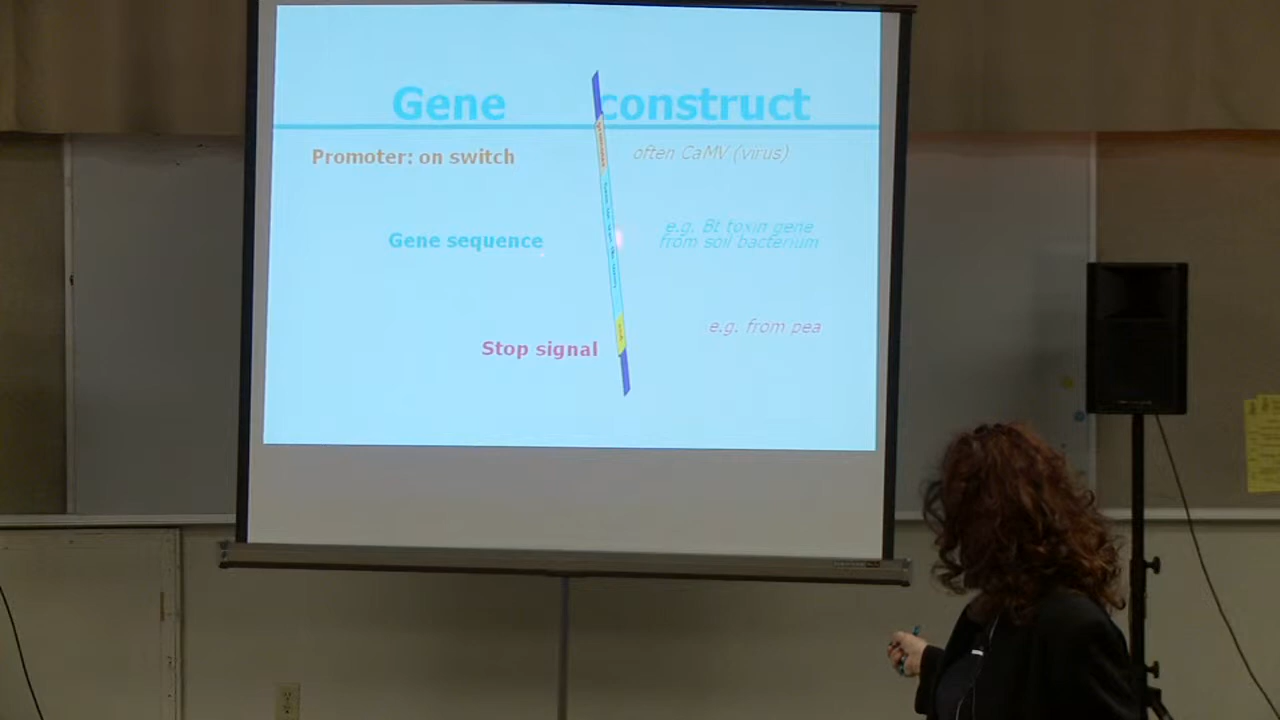 Gene construct
Promoter: on switch
often CaMV (virus)
Gene sequence
e.g. Bt toxin gene
from soil bacterium
Stop signal
e.g. from pea